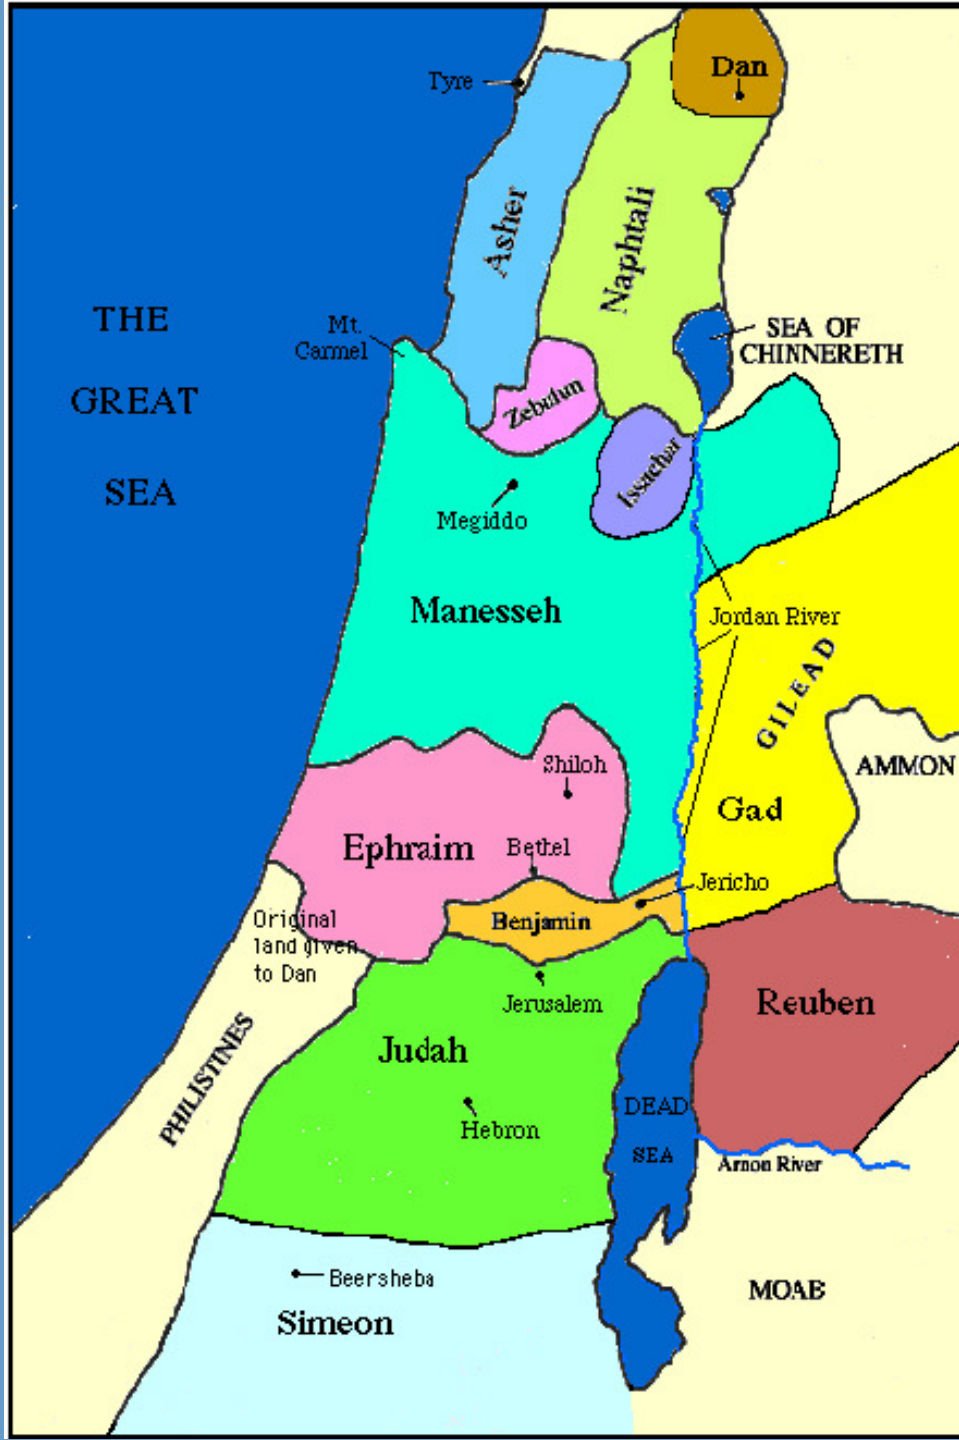 Dan
Tyre
Asher
Naphtali
THE
GREAT
SEA
Mt.
Carmel
SEA OF
CHINNERETH
Zebulun
Issachar
Megiddo
Manesseh
Jordan River
GILEAD
AMMON
Shiloh
Gad
Ephraim
Bethel
Jericho
Benjamin
Original
land given
to Dan
Jerusalem
Reuben
Judah
PHILISTINES
Hebron
DEAD
SEA
Arnon River
Beersheba
MOAB
Simeon